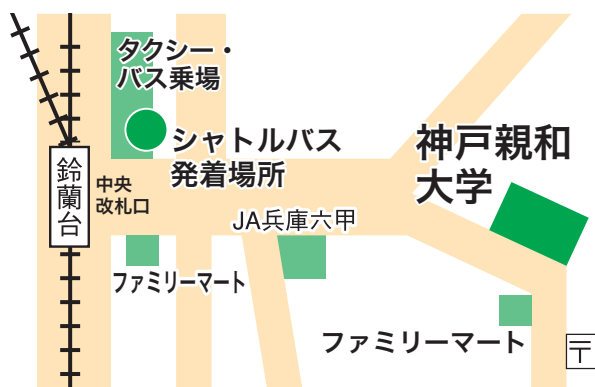 タクシー・
バス乗場
シャトルバス
発着場所
神戸親和
大学
鈴蘭台
中央
改札口
JA兵庫六甲
ファミリーマート
ファミリーマート
〒